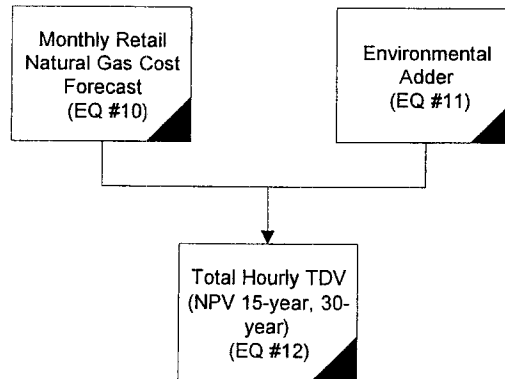 Monthly Retail
Natural Gas Cost
Forecast
(EQ #10)
Environmental
Adder
(EQ #11)
Total Hourly TDV
(NPV 15-year, 30-
year)
(EQ #12)